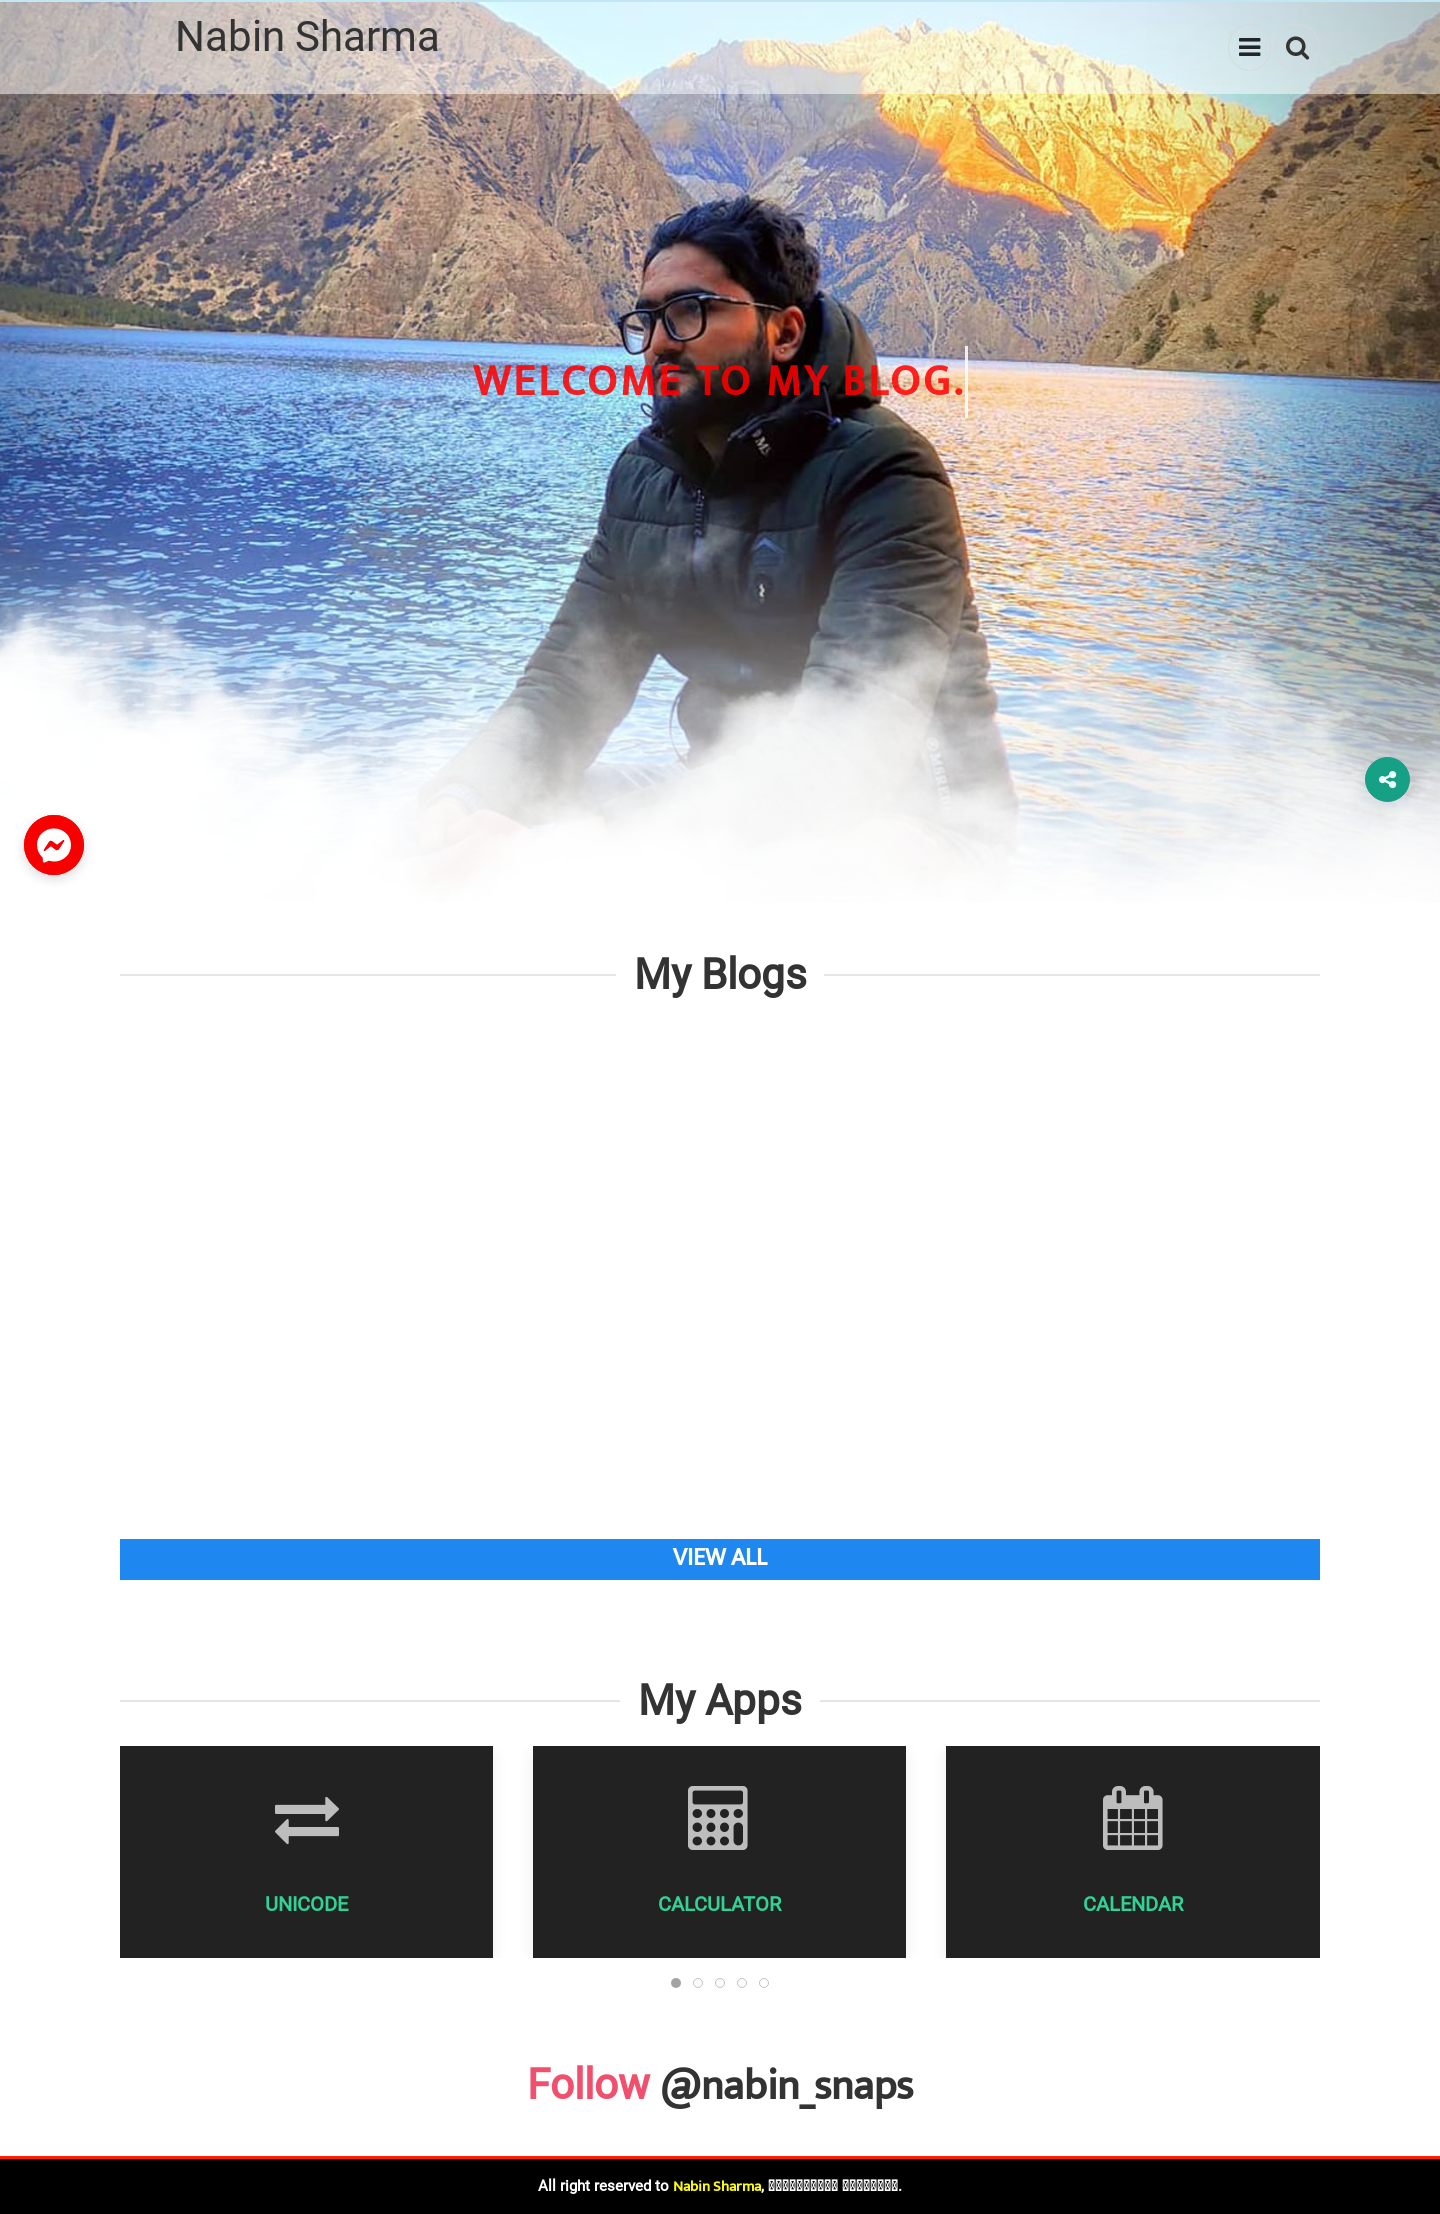 Nabin Sharma
WELCOME TO MY BLOG.
My Blogs
VIEW ALL
My Apps
UNICODE
CALCULATOR
CALENDAR
Follow @nabin_snaps
All right reserved to Nabin Sharma,